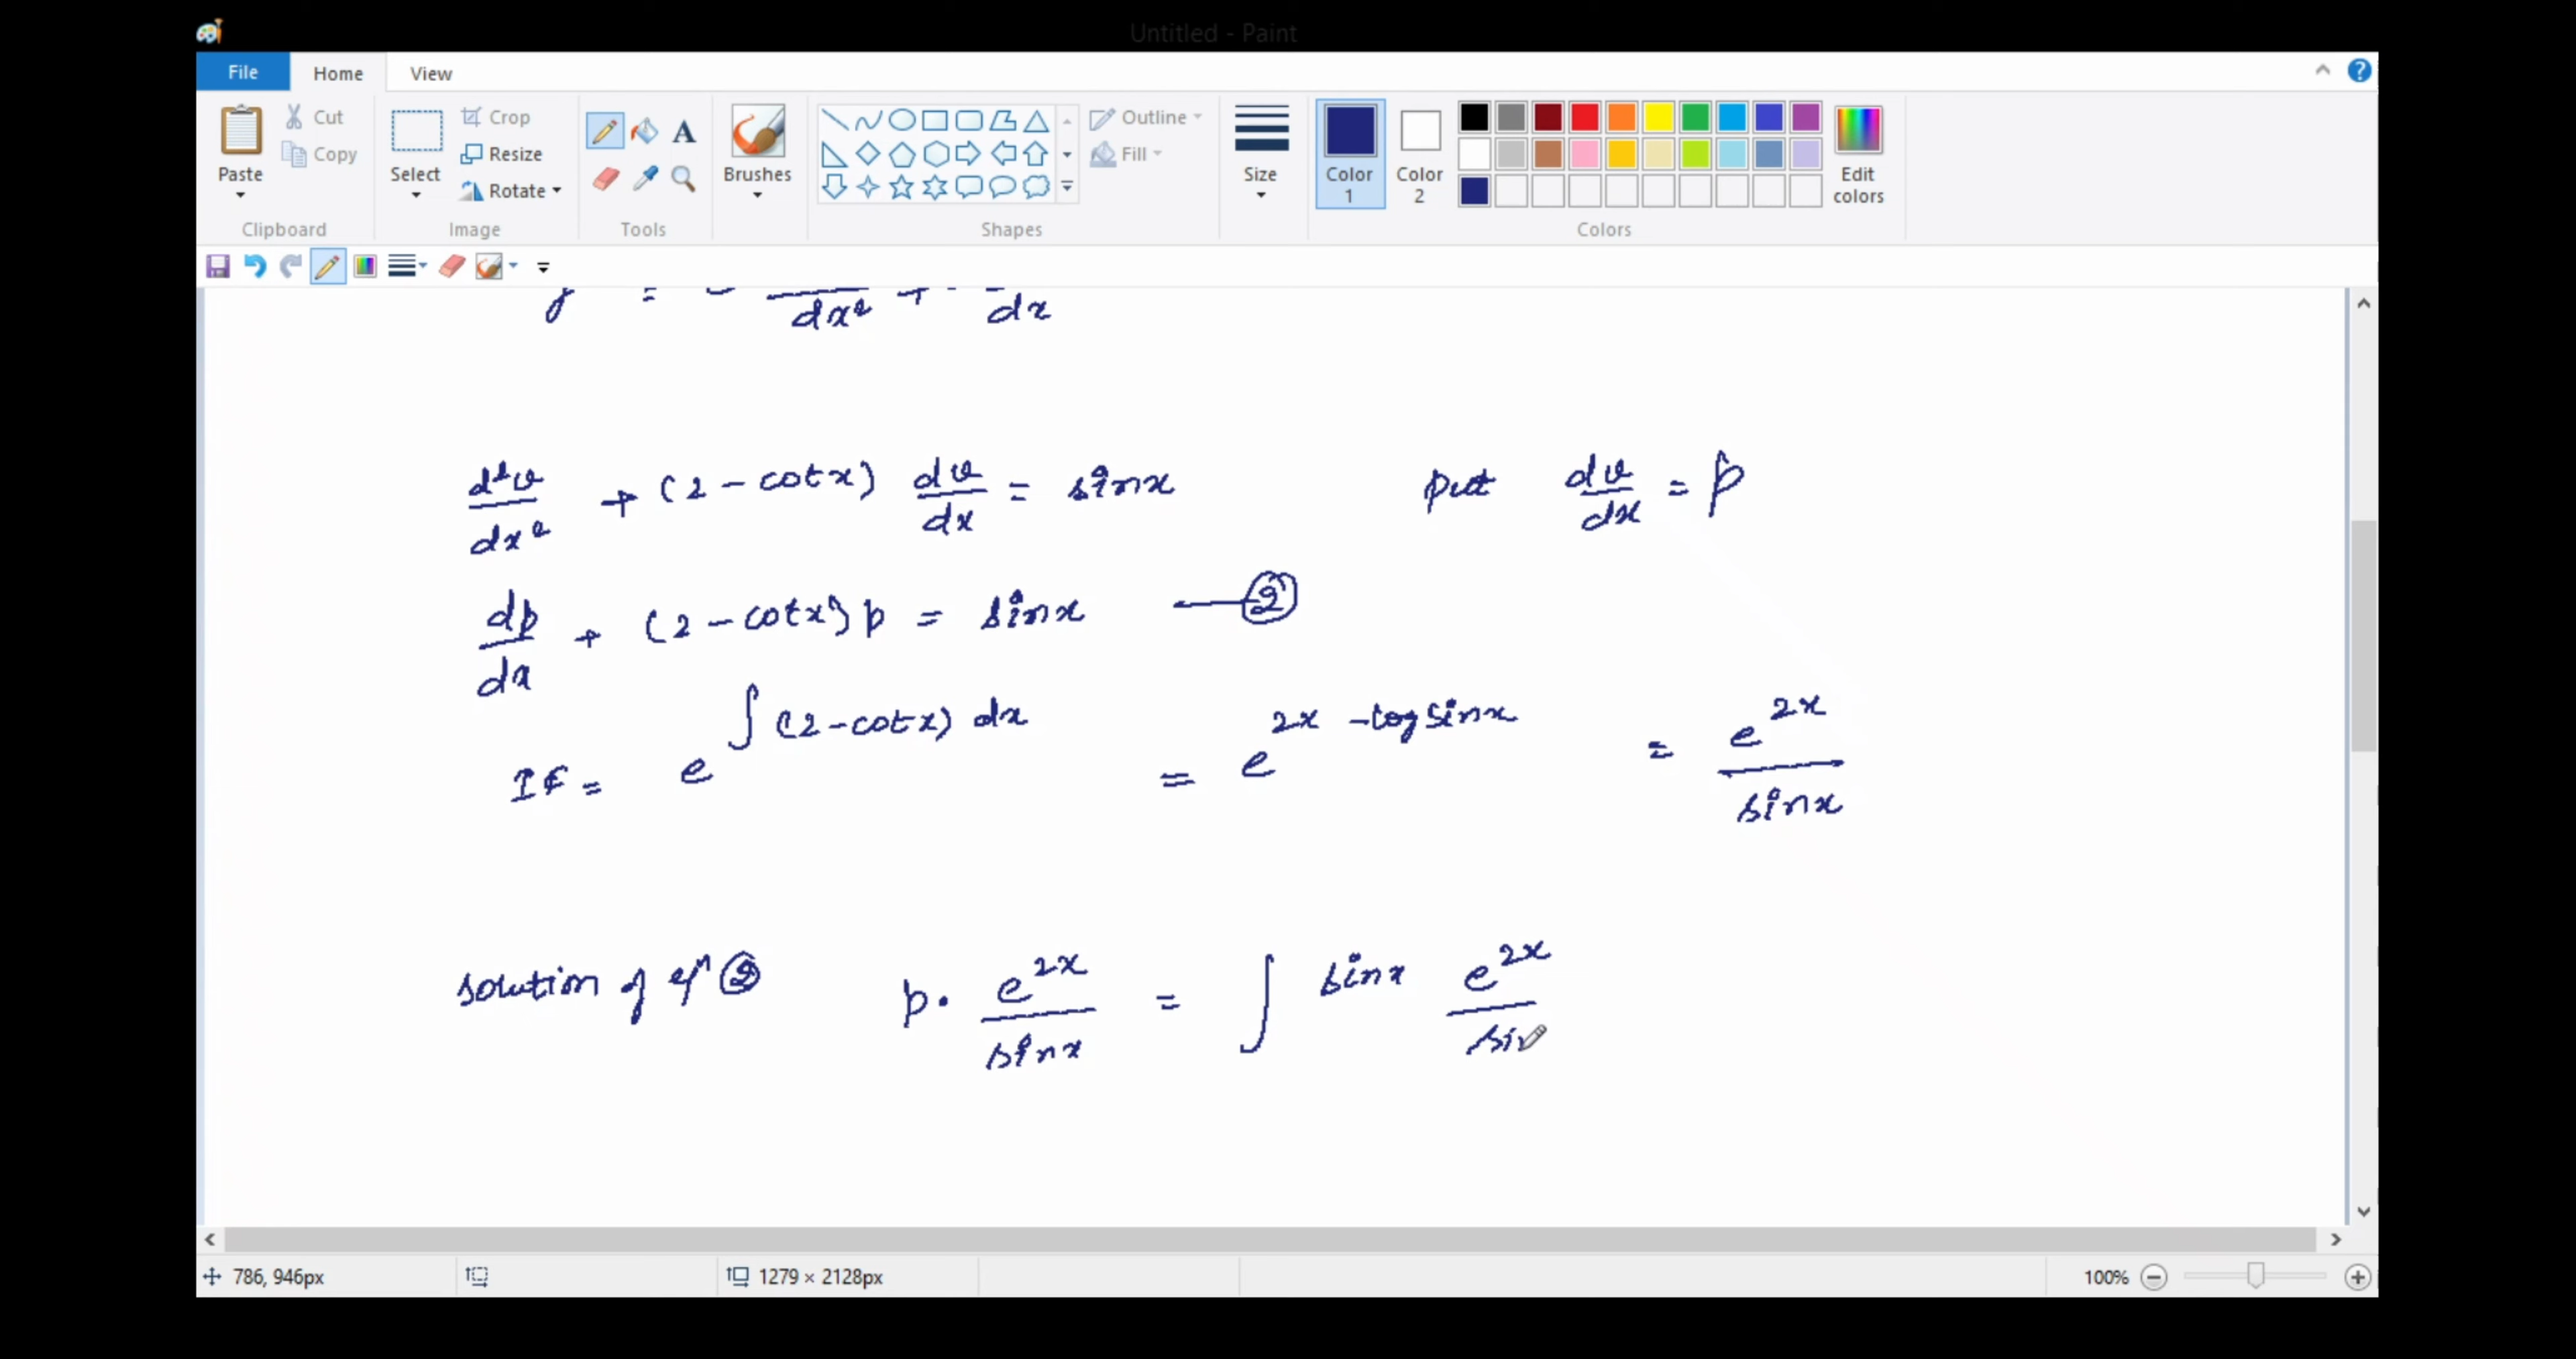 Untitled - Paint
File Home View
Paste Cut Copy Select Crop Resize Rotate Brushes Outline Fill Size Color 1 Color 2 Edit colors
Clipboard Image Tools Shapes Colors
dx² + dx
d²v/dx² + (2 - cotx) dv/dx = sinx put dv/dx = p
dp/dx + (2 - cotx) p = sinx — ②
IF = e^∫(2-cotx) dx = e^2x -log sinx = e^2x/sinx
solution of eqⁿ ② p · e^2x/sinx = ∫ sinx e^2x/sin
786, 946px 1279 × 2128px 100%